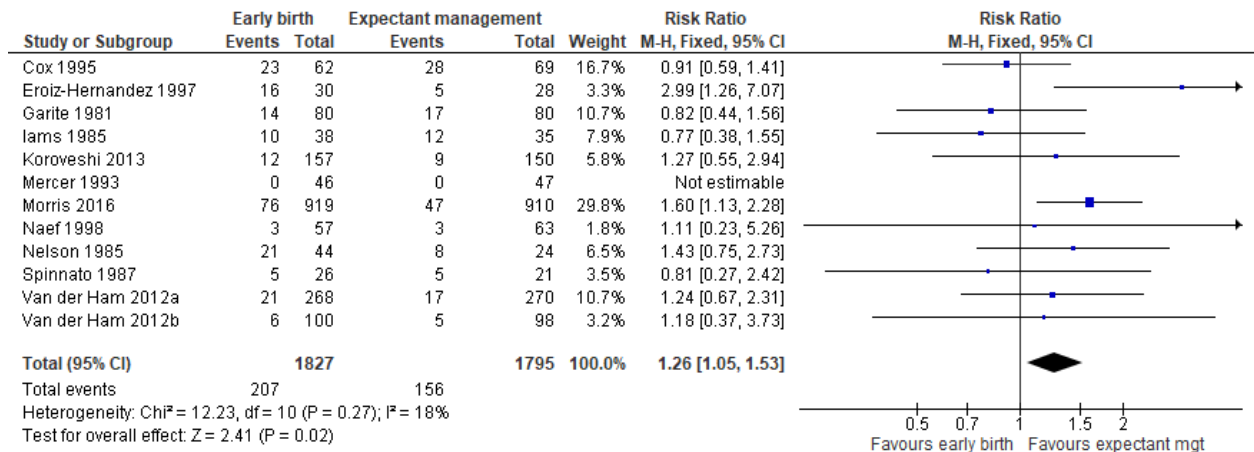 Early birth Expectant management Risk Ratio Risk Ratio
Study or Subgroup Events Total Events Total Weight M-H, Fixed, 95% CI M-H, Fixed, 95% CI
Cox 1995 23 62 28 69 16.7% 0.91 [0.59, 1.41]
Eroiz-Hernandez 1997 16 30 5 28 3.3% 2.99 [1.26, 7.07]
Garite 1981 14 80 17 80 10.7% 0.82 [0.44, 1.56]
Iams 1985 10 38 12 35 7.9% 0.77 [0.38, 1.55]
Koroveshi 2013 12 157 9 150 5.8% 1.27 [0.55, 2.94]
Mercer 1993 0 46 0 47 Not estimable
Morris 2016 76 919 47 910 29.8% 1.60 [1.13, 2.28]
Naef 1998 3 57 3 63 1.8% 1.11 [0.23, 5.26]
Nelson 1985 21 44 8 24 6.5% 1.43 [0.75, 2.73]
Spinnato 1987 5 26 5 21 3.5% 0.81 [0.27, 2.42]
Van der Ham 2012a 21 268 17 270 10.7% 1.24 [0.67, 2.31]
Van der Ham 2012b 6 100 5 98 3.2% 1.18 [0.37, 3.73]
Total (95% CI) 1827 1795 100.0% 1.26 [1.05, 1.53]
Total events 207 156
Heterogeneity: Chi² = 12.23, df = 10 (P = 0.27); I² = 18%
Test for overall effect: Z = 2.41 (P = 0.02)
0.5 0.7 1 1.5 2
Favours early birth Favours expectant mgt